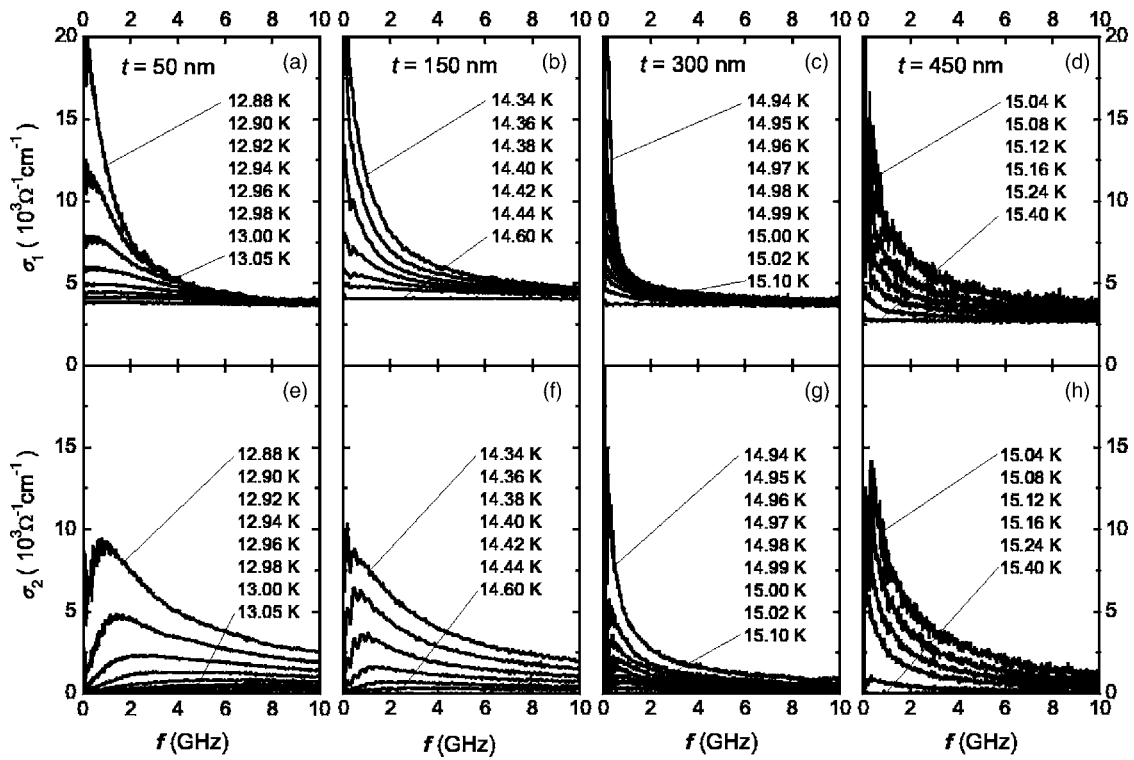 0 2 4 6 8 10 0 2 4 6 8 10 0 2 4 6 8 10 0 2 4 6 8 10
20
15
10
5
0
σ1 ( 10³Ω⁻¹cm⁻¹)
(a)
t = 50 nm
12.88 K
12.90 K
12.92 K
12.94 K
12.96 K
12.98 K
13.00 K
13.05 K
(b)
t = 150 nm
14.34 K
14.36 K
14.38 K
14.40 K
14.42 K
14.44 K
14.60 K
(c)
t = 300 nm
14.94 K
14.95 K
14.96 K
14.97 K
14.98 K
14.99 K
15.00 K
15.02 K
15.10 K
(d)
t = 450 nm
15.04 K
15.08 K
15.12 K
15.16 K
15.24 K
15.40 K
20
15
10
5
0
15
10
5
0
σ2 ( 10³Ω⁻¹cm⁻¹)
(e)
12.88 K
12.90 K
12.92 K
12.94 K
12.96 K
12.98 K
13.00 K
13.05 K
(f)
14.34 K
14.36 K
14.38 K
14.40 K
14.42 K
14.44 K
14.60 K
(g)
14.94 K
14.95 K
14.96 K
14.97 K
14.98 K
14.99 K
15.00 K
15.02 K
15.10 K
(h)
15.04 K
15.08 K
15.12 K
15.16 K
15.24 K
15.40 K
15
10
5
0
0 2 4 6 8 10 0 2 4 6 8 10 0 2 4 6 8 10 0 2 4 6 8 10
f (GHz) f (GHz) f (GHz) f (GHz)